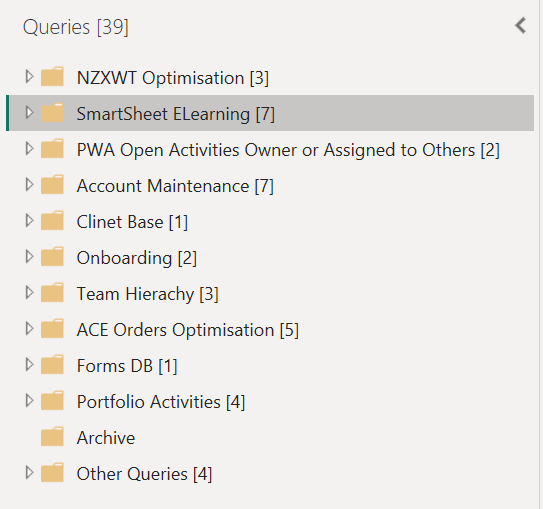 Queries [39]
NZXWT Optimisation [3]
SmartSheet ELearning [7]
PWA Open Activities Owner or Assigned to Others [2]
Account Maintenance [7]
Clinet Base [1]
Onboarding [2]
Team Hierachy [3]
ACE Orders Optimisation [5]
Forms DB [1]
Portfolio Activities [4]
Archive
Other Queries [4]